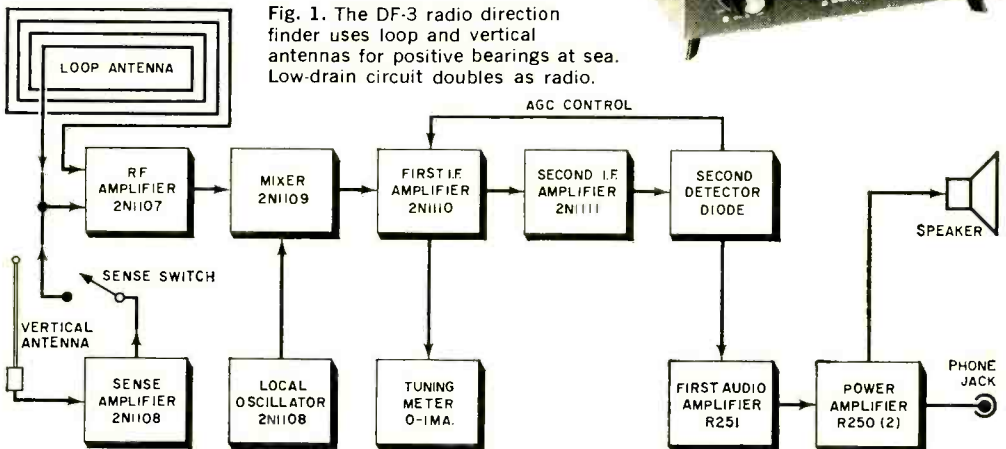 Fig. 1. The DF-3 radio direction
finder uses loop and vertical
antennas for positive bearings at sea.
Low-drain circuit doubles as radio.
LOOP ANTENNA
AGC CONTROL
RF
AMPLIFIER
2N1107
MIXER
2N1109
FIRST I.F.
AMPLIFIER
2N1110
SECOND I.F.
AMPLIFIER
2N1111
SECOND
DETECTOR
DIODE
SPEAKER
SENSE SWITCH
VERTICAL
ANTENNA
SENSE
AMPLIFIER
2N1108
LOCAL
OSCILLATOR
2N1108
TUNING
METER
0-1MA.
FIRST AUDIO
AMPLIFIER
R251
POWER
AMPLIFIER
R250 (2)
PHONE
JACK